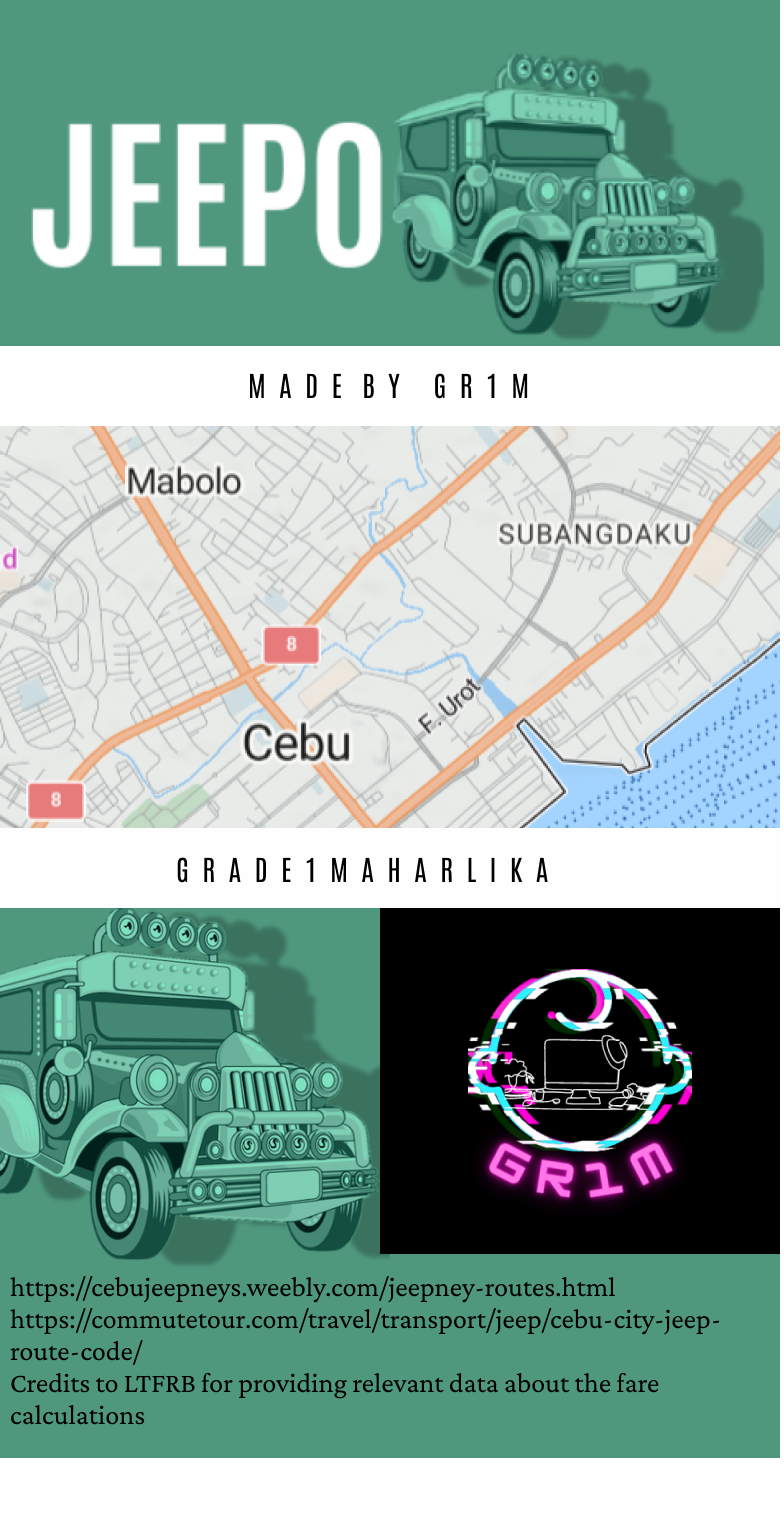 JEEPO
MADE BY GR1M
Mabolo
SUBANGDAKU
d
8
F. Urot
Cebu
8
GRADE1MAHARLIKA
GR1M
https://cebujeepneys.weebly.com/jeepney-routes.html
https://commutetour.com/travel/transport/jeep/cebu-city-jeep-
route-code/
Credits to LTFRB for providing relevant data about the fare
calculations